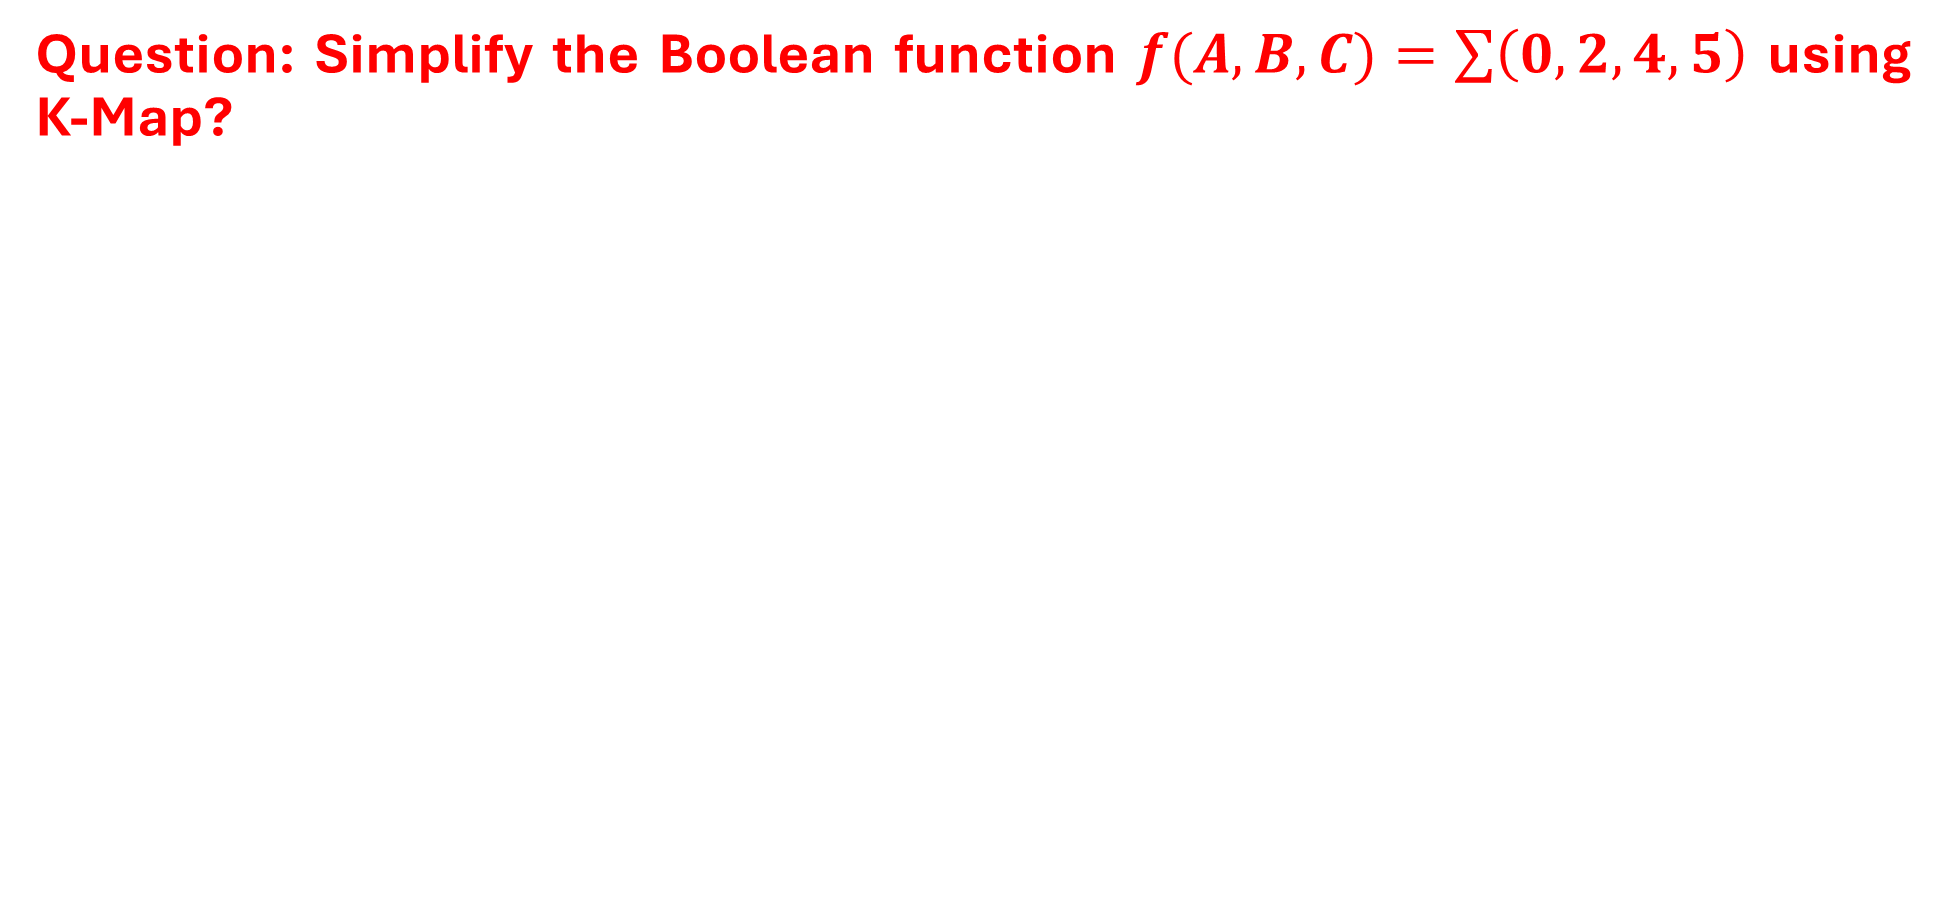 Question: Simplify the Boolean function f(A, B, C) = ∑(0, 2, 4, 5) using
K-Map?